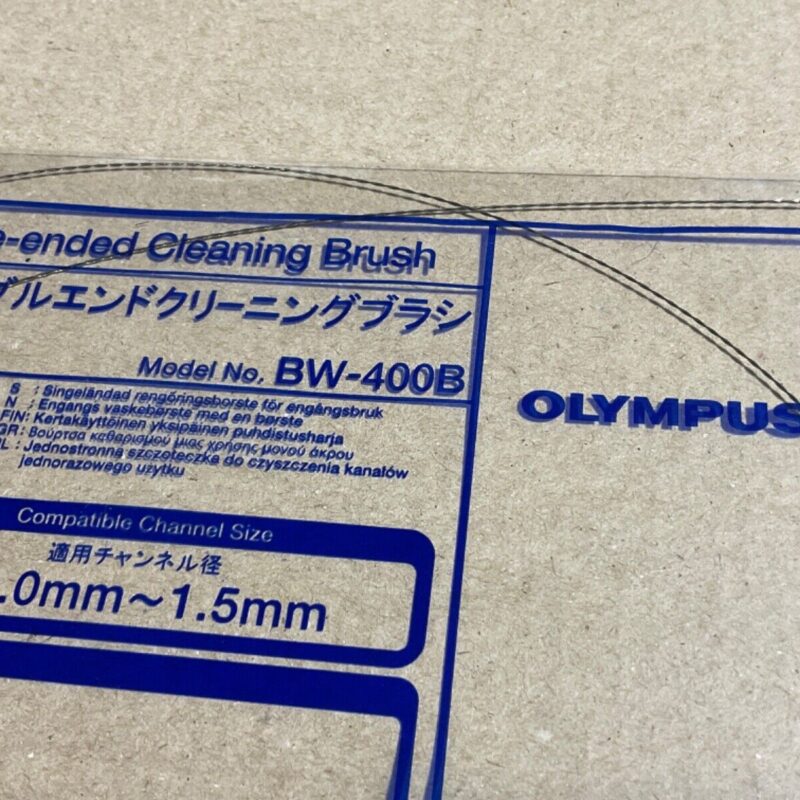 -ended Cleaning Brush
ブルエンドクリーニングブラシ
Model No. BW-400B
OLYMPUS
S : Singeländad rengöringsborste för engångsbruk
N : Engangs vaskebørste med en børste
FIN: Kertakäyttöinen yksipäinen puhdistusharja
GR: Βούρτσα καθαρισμού μιας χρήσης μονού άκρου
L : Jednostronna szczoteczka do czyszczenia kanałów
jednorazowego użytku
Compatible Channel Size
適用チャンネル径
.0mm～1.5mm